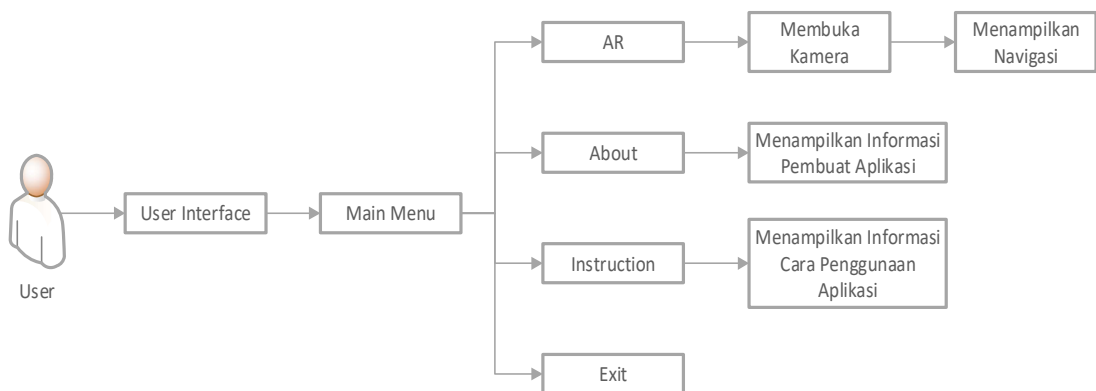 AR
Membuka
Kamera
Menampilkan
Navigasi
About
Menampilkan Informasi
Pembuat Aplikasi
User Interface
Main Menu
Instruction
Menampilkan Informasi
Cara Penggunaan
Aplikasi
User
Exit